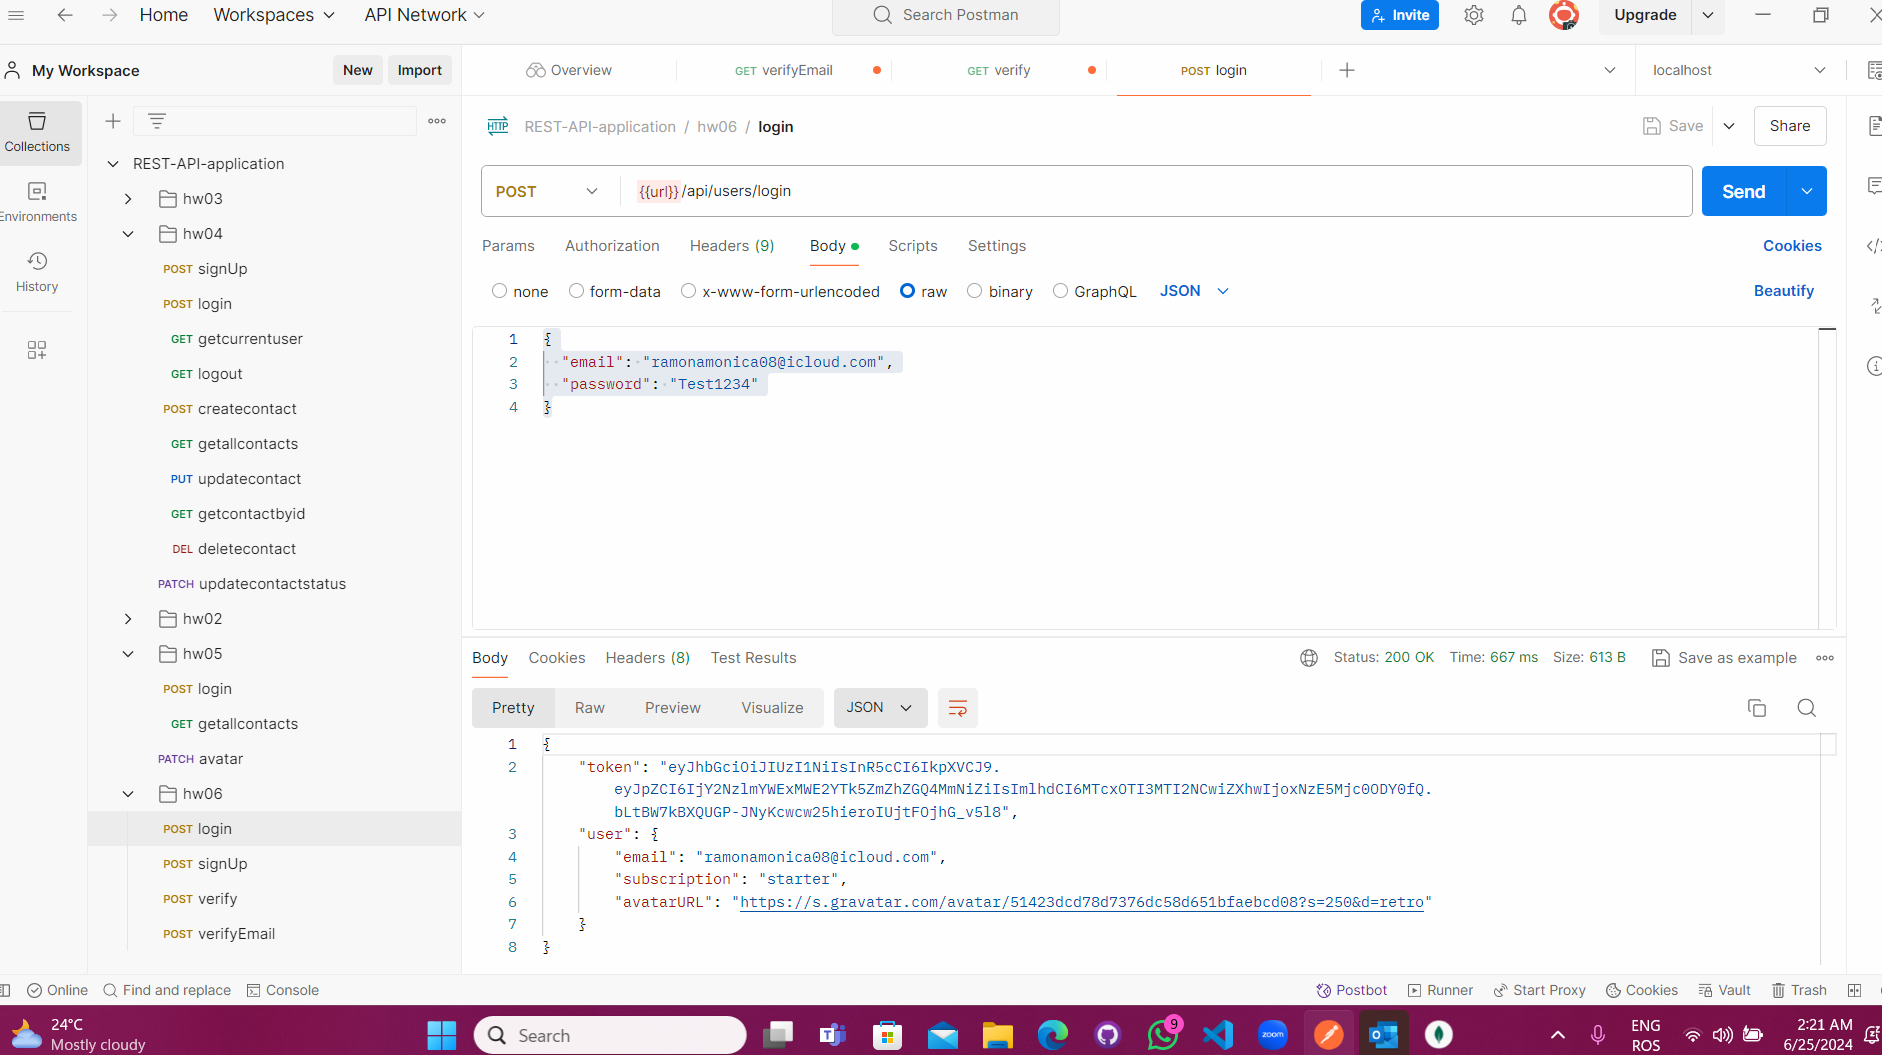 Home
Workspaces
API Network
Search Postman
Invite
Upgrade
My Workspace
New
Import
Overview
GET verifyEmail
GET verify
POST login
localhost
Collections
Environments
History
REST-API-application
hw03
hw04
POST signUp
POST login
GET getcurrentuser
GET logout
POST createcontact
GET getallcontacts
PUT updatecontact
GET getcontactbyid
DEL deletecontact
PATCH updatecontactstatus
hw02
hw05
POST login
GET getallcontacts
PATCH avatar
hw06
POST login
POST signUp
POST verify
POST verifyEmail
HTTP REST-API-application / hw06 / login
Save
Share
POST
{{url}}/api/users/login
Send
Params
Authorization
Headers (9)
Body
Scripts
Settings
Cookies
none
form-data
x-www-form-urlencoded
raw
binary
GraphQL
JSON
Beautify
1 {
2 "email": "ramonamonica08@icloud.com",
3 "password": "Test1234"
4 }
Body
Cookies
Headers (8)
Test Results
Status: 200 OK
Time: 667 ms
Size: 613 B
Save as example
Pretty
Raw
Preview
Visualize
JSON
1 {
2 "token": "eyJhbGciOiJIUzI1NiIsInR5cCI6IkpXVCJ9.
eyJpZCI6IjY2NzlmYWExMWE2YTk5ZmZhZGQ4MmNiZiIsImlhdCI6MTcxOTI3MTI2NCwiZXhwIjoxNzE5Mjc0ODY0fQ.
bLtBW7kBXQUGP-JNyKcwcw25hieroIUjtFOjhG_v5l8",
3 "user": {
4 "email": "ramonamonica08@icloud.com",
5 "subscription": "starter",
6 "avatarURL": "https://s.gravatar.com/avatar/51423dcd78d7376dc58d651bfaebcd08?s=250&d=retro"
7 }
8 }
Online
Find and replace
Console
Postbot
Runner
Start Proxy
Cookies
Vault
Trash
24°C
Mostly cloudy
Search
9
zoom
ENG
ROS
2:21 AM
6/25/2024